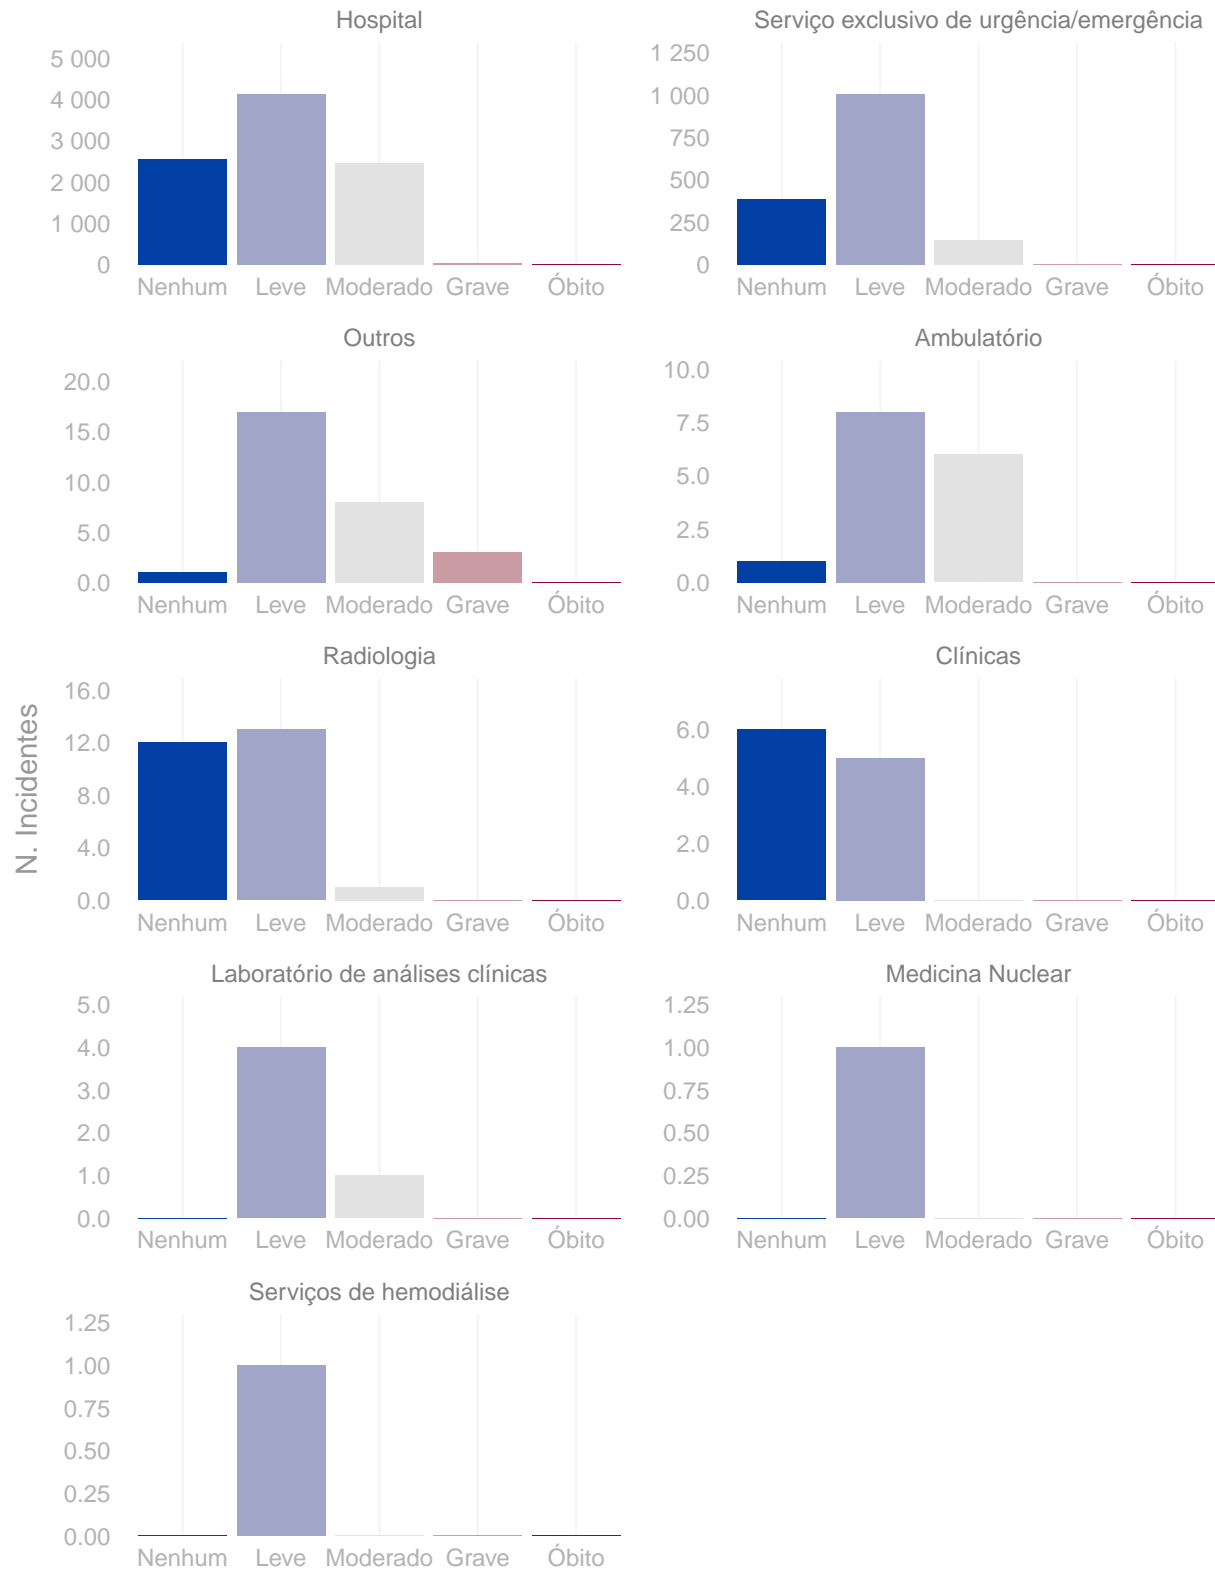 Hospital
5 000
4 000
3 000
2 000
1 000
0
Nenhum Leve Moderado Grave Óbito
Serviço exclusivo de urgência/emergência
1 250
1 000
750
500
250
0
Nenhum Leve Moderado Grave Óbito
Outros
20.0
15.0
10.0
5.0
0.0
Nenhum Leve Moderado Grave Óbito
Ambulatório
10.0
7.5
5.0
2.5
0.0
Nenhum Leve Moderado Grave Óbito
N. Incidentes
Radiologia
16.0
12.0
8.0
4.0
0.0
Nenhum Leve Moderado Grave Óbito
Clínicas
6.0
4.0
2.0
0.0
Nenhum Leve Moderado Grave Óbito
Laboratório de análises clínicas
5.0
4.0
3.0
2.0
1.0
0.0
Nenhum Leve Moderado Grave Óbito
Medicina Nuclear
1.25
1.00
0.75
0.50
0.25
0.00
Nenhum Leve Moderado Grave Óbito
Serviços de hemodiálise
1.25
1.00
0.75
0.50
0.25
0.00
Nenhum Leve Moderado Grave Óbito